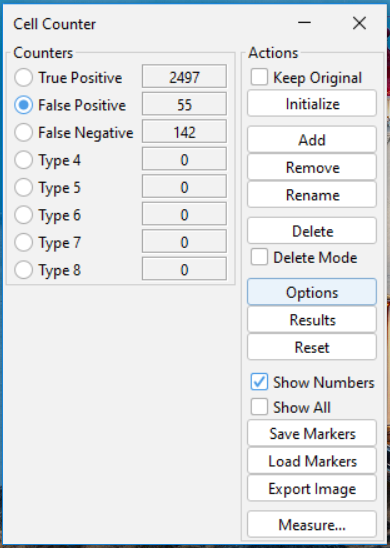 Cell Counter
Counters
True Positive 2497
False Positive 55
False Negative 142
Type 4 0
Type 5 0
Type 6 0
Type 7 0
Type 8 0
Actions
Keep Original
Initialize
Add
Remove
Rename
Delete
Delete Mode
Options
Results
Reset
Show Numbers
Show All
Save Markers
Load Markers
Export Image
Measure...